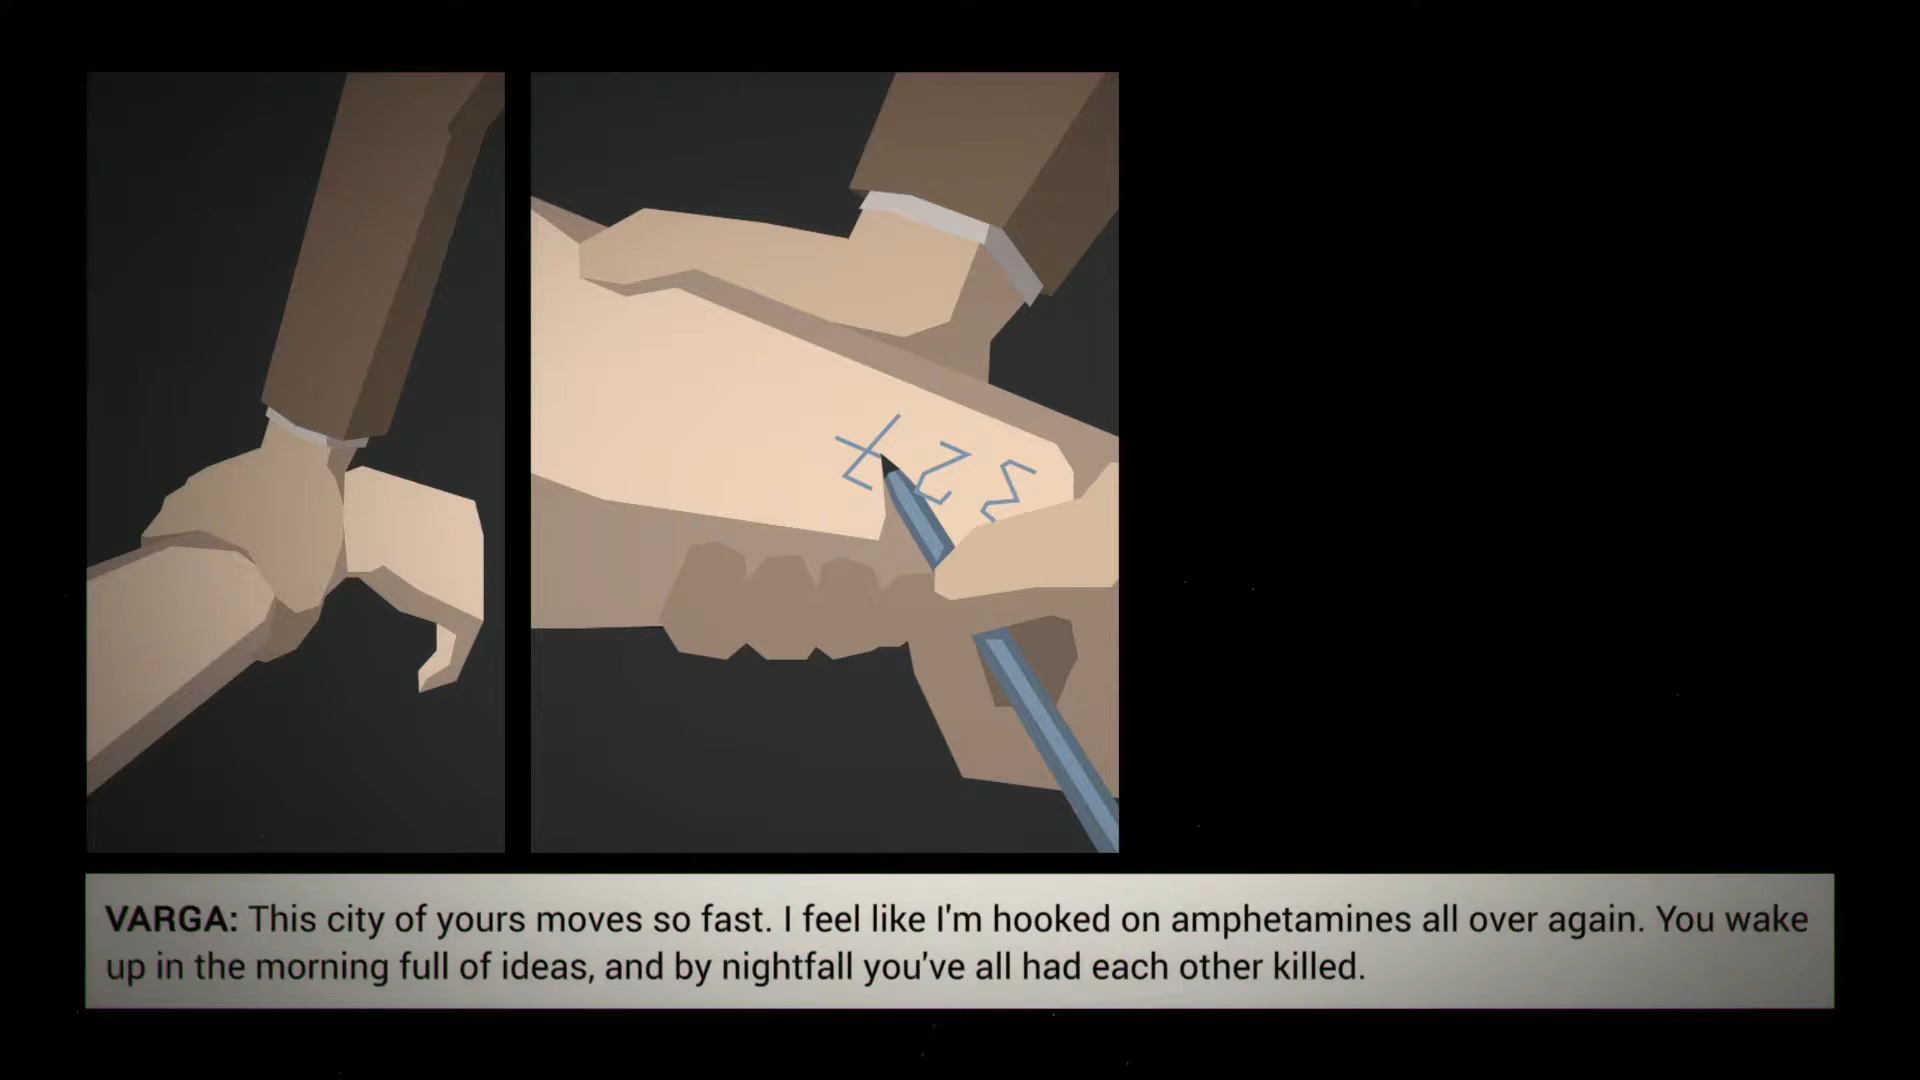 327
VARGA: This city of yours moves so fast. I feel like I'm hooked on amphetamines all over again. You wake
up in the morning full of ideas, and by nightfall you've all had each other killed.